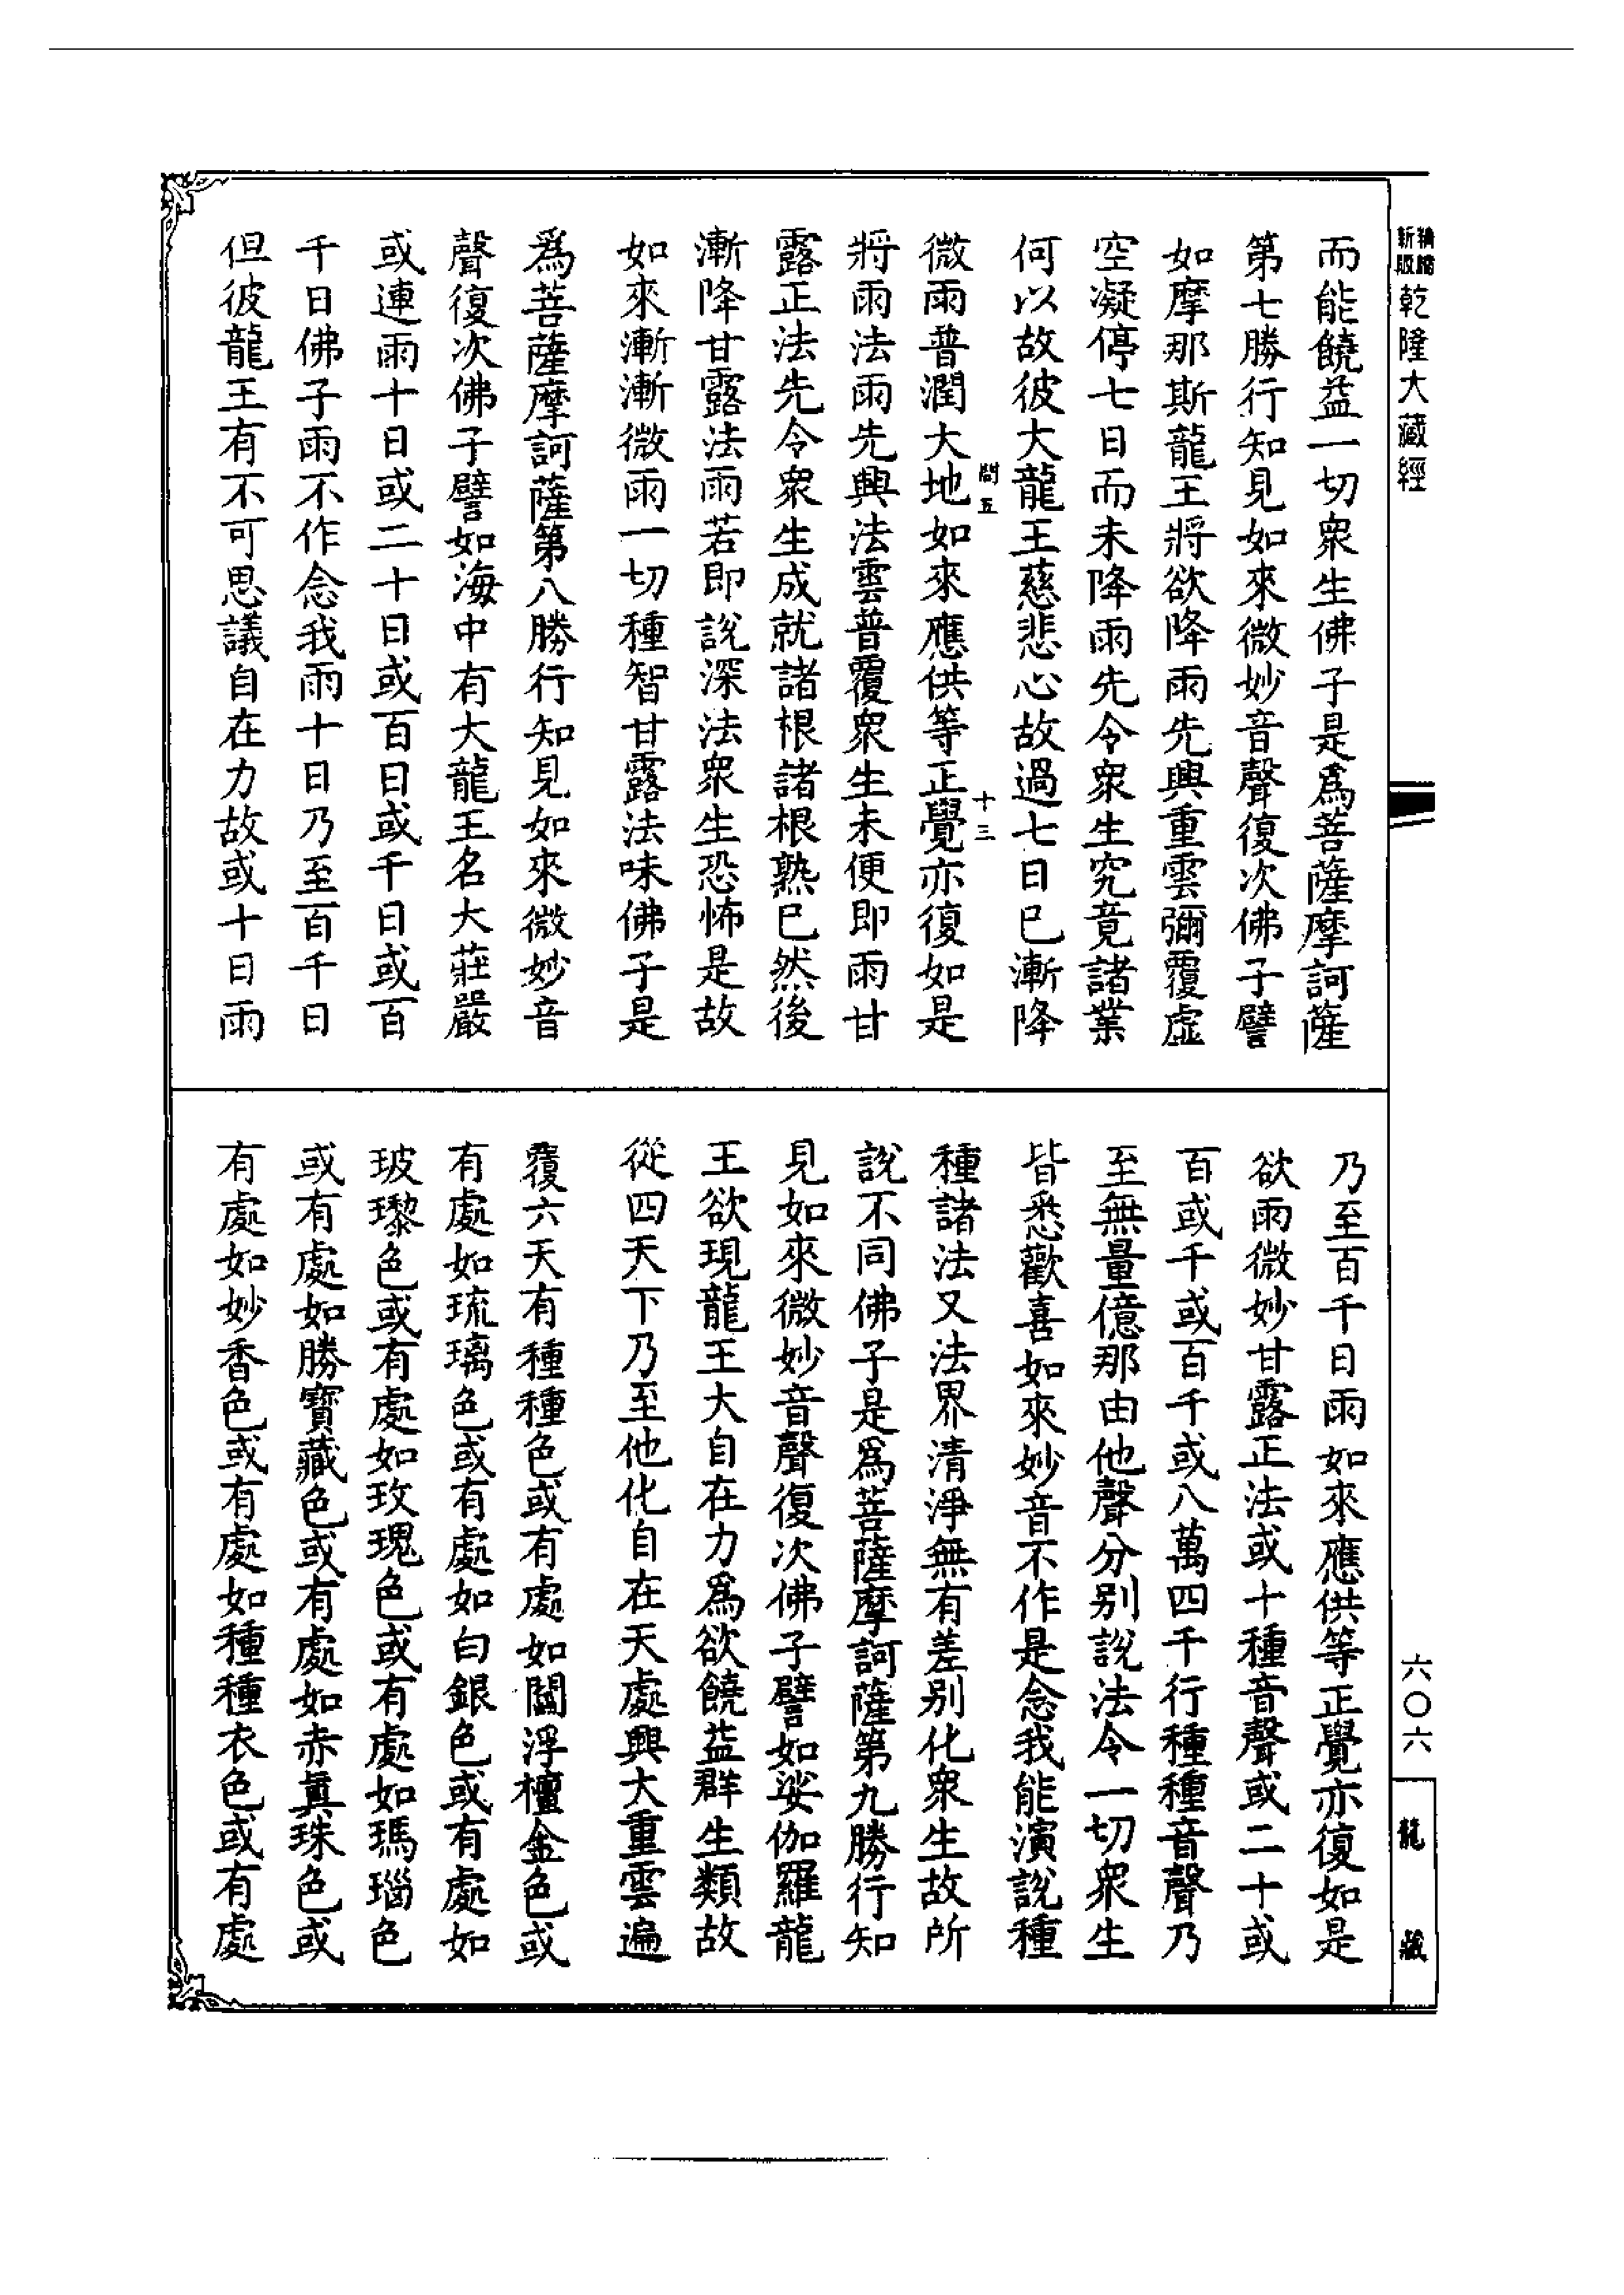 乾隆大藏經
而能饒益一切衆生佛子是爲菩薩摩訶薩
第七勝行知見如來微妙音聲復次佛子譬
如摩那斯龍王將欲降雨先興重雲彌覆虛
空凝停七日而未降雨先令衆生究竟諸業
何以故彼大龍王慈悲心故過七日已漸降
問五
十三
微雨普潤大地如來應供等正覺亦復如是
將雨法雨先興法雲普覆衆生未便即雨甘
露正法先令衆生成就諸根諸根熟已然後
漸降甘露法雨若即說深法衆生恐怖是故
如來漸漸微雨一切種智甘露法味佛子是
爲菩薩摩訶薩第八勝行知見如來微妙音
聲復次佛子譬如海中有大龍王名大莊嚴
或連雨十日或二十日或百日或千日或百
千日佛子雨不作念我雨十日乃至百千日
但彼龍王有不可思議自在力故或十日雨
乃至百千日雨如來應供等正覺亦復如是
欲雨微妙甘露正法或十種音聲或二十或
百或千或百千或八萬四千行種種音聲乃
至無量億那由他聲分别說法令一切衆生
皆悉歡喜如來妙音不作是念我能演說種
種諸法又法界清淨無有差别化衆生故所
說不同佛子是爲菩薩摩訶薩第九勝行知
見如來微妙音聲復次佛子譬如娑伽羅龍
王欲現龍王大自在力爲欲饒益群生類故
從四天下乃至他化自在天處興大重雲遍
覆六天有種種色或有處如閻浮檀金色或
有處如琉璃色或有處如白銀色或有處如
玻瓈色或有處如玫瑰色或有處如瑪瑙色
或有處如勝寶藏色或有處如赤真珠色或
有處如妙香色或有處如種種衣色或有處
六〇六
龍藏